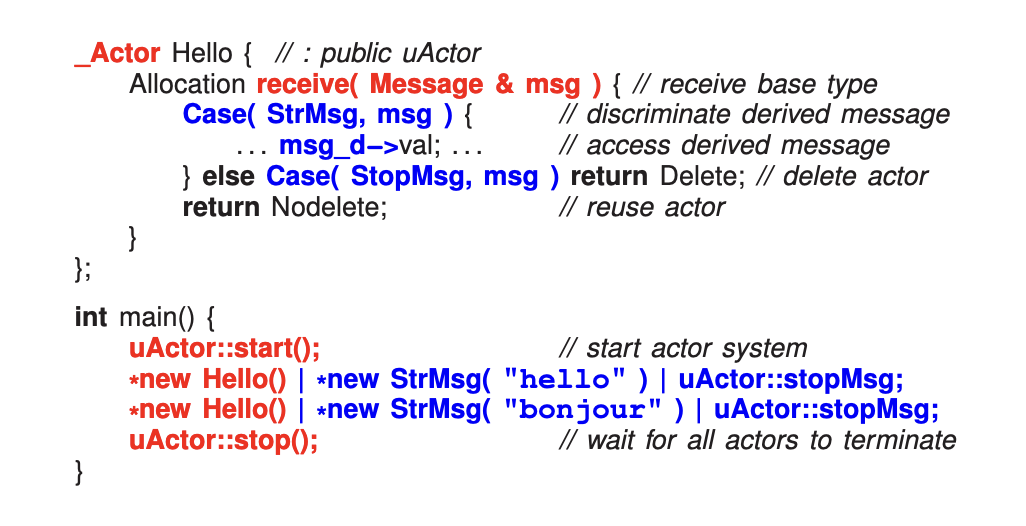 _Actor Hello { // : public uActor
Allocation receive( Message & msg ) { // receive base type
Case( StrMsg, msg ) { // discriminate derived message
... msg_d->val; ... // access derived message
} else Case( StopMsg, msg ) return Delete; // delete actor
return Nodelete; // reuse actor
}
};
int main() {
uActor::start(); // start actor system
*new Hello() | *new StrMsg( "hello" ) | uActor::stopMsg;
*new Hello() | *new StrMsg( "bonjour" ) | uActor::stopMsg;
uActor::stop(); // wait for all actors to terminate
}